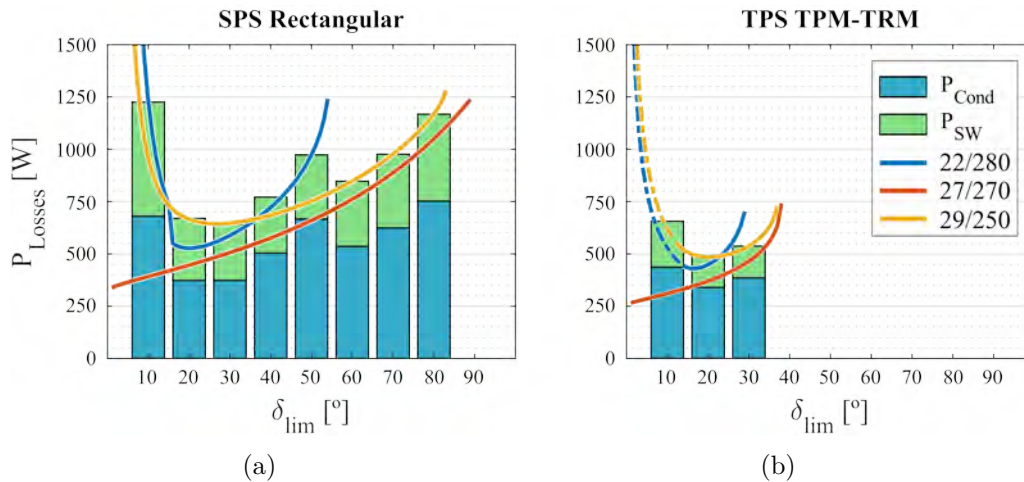 SPS Rectangular
P_Losses [W]
1500
1250
1000
750
500
250
0
10 20 30 40 50 60 70 80 90
δ_lim [º]
(a)
TPS TPM-TRM
1500
1250
1000
750
500
250
0
10 20 30 40 50 60 70 80 90
δ_lim [º]
P_Cond
P_SW
22/280
27/270
29/250
(b)